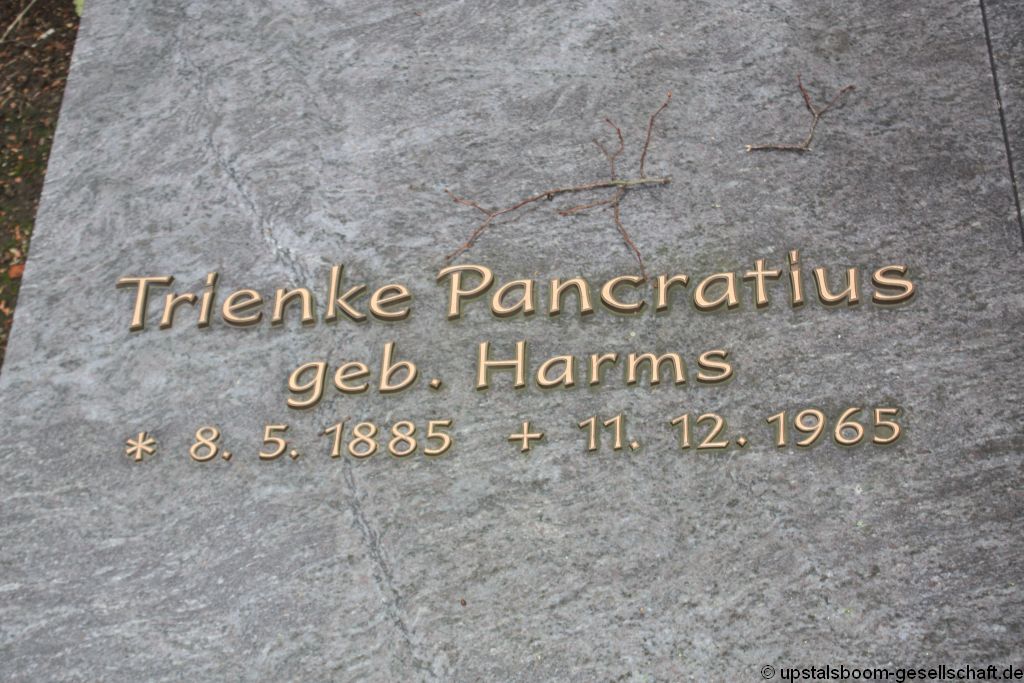 Trienke Pancratius
geb. Harms
* 8. 5. 1885 + 11. 12. 1965
© upstalsboom-gesellschaft.de